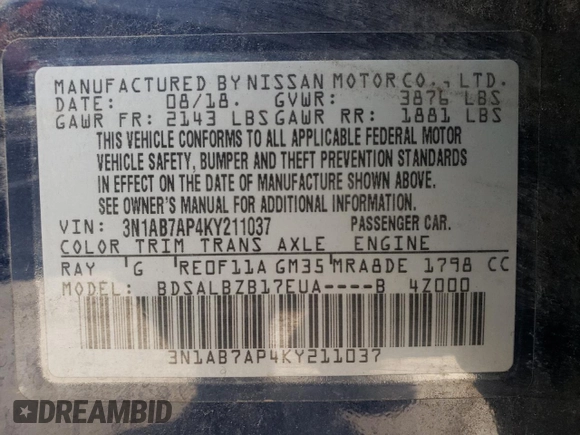 MANUFACTURED BY NISSAN MOTOR CO., LTD.
DATE: 08/18. GVWR: 3876 LBS
GAWR FR: 2143 LBS GAWR RR: 1881 LBS
THIS VEHICLE CONFORMS TO ALL APPLICABLE FEDERAL MOTOR
VEHICLE SAFETY, BUMPER AND THEFT PREVENTION STANDARDS
IN EFFECT ON THE DATE OF MANUFACTURE SHOWN ABOVE.
SEE OWNER'S MANUAL FOR ADDITIONAL INFORMATION.
VIN: 3N1AB7AP4KY211037 PASSENGER CAR.
COLOR TRIM TRANS AXLE ENGINE
RAY G RE0F11A GM35 MRA8DE 1798 CC
MODEL: BDSALBZB17EUA----B 4Z000
3N1AB7AP4KY211037
DREAMBID